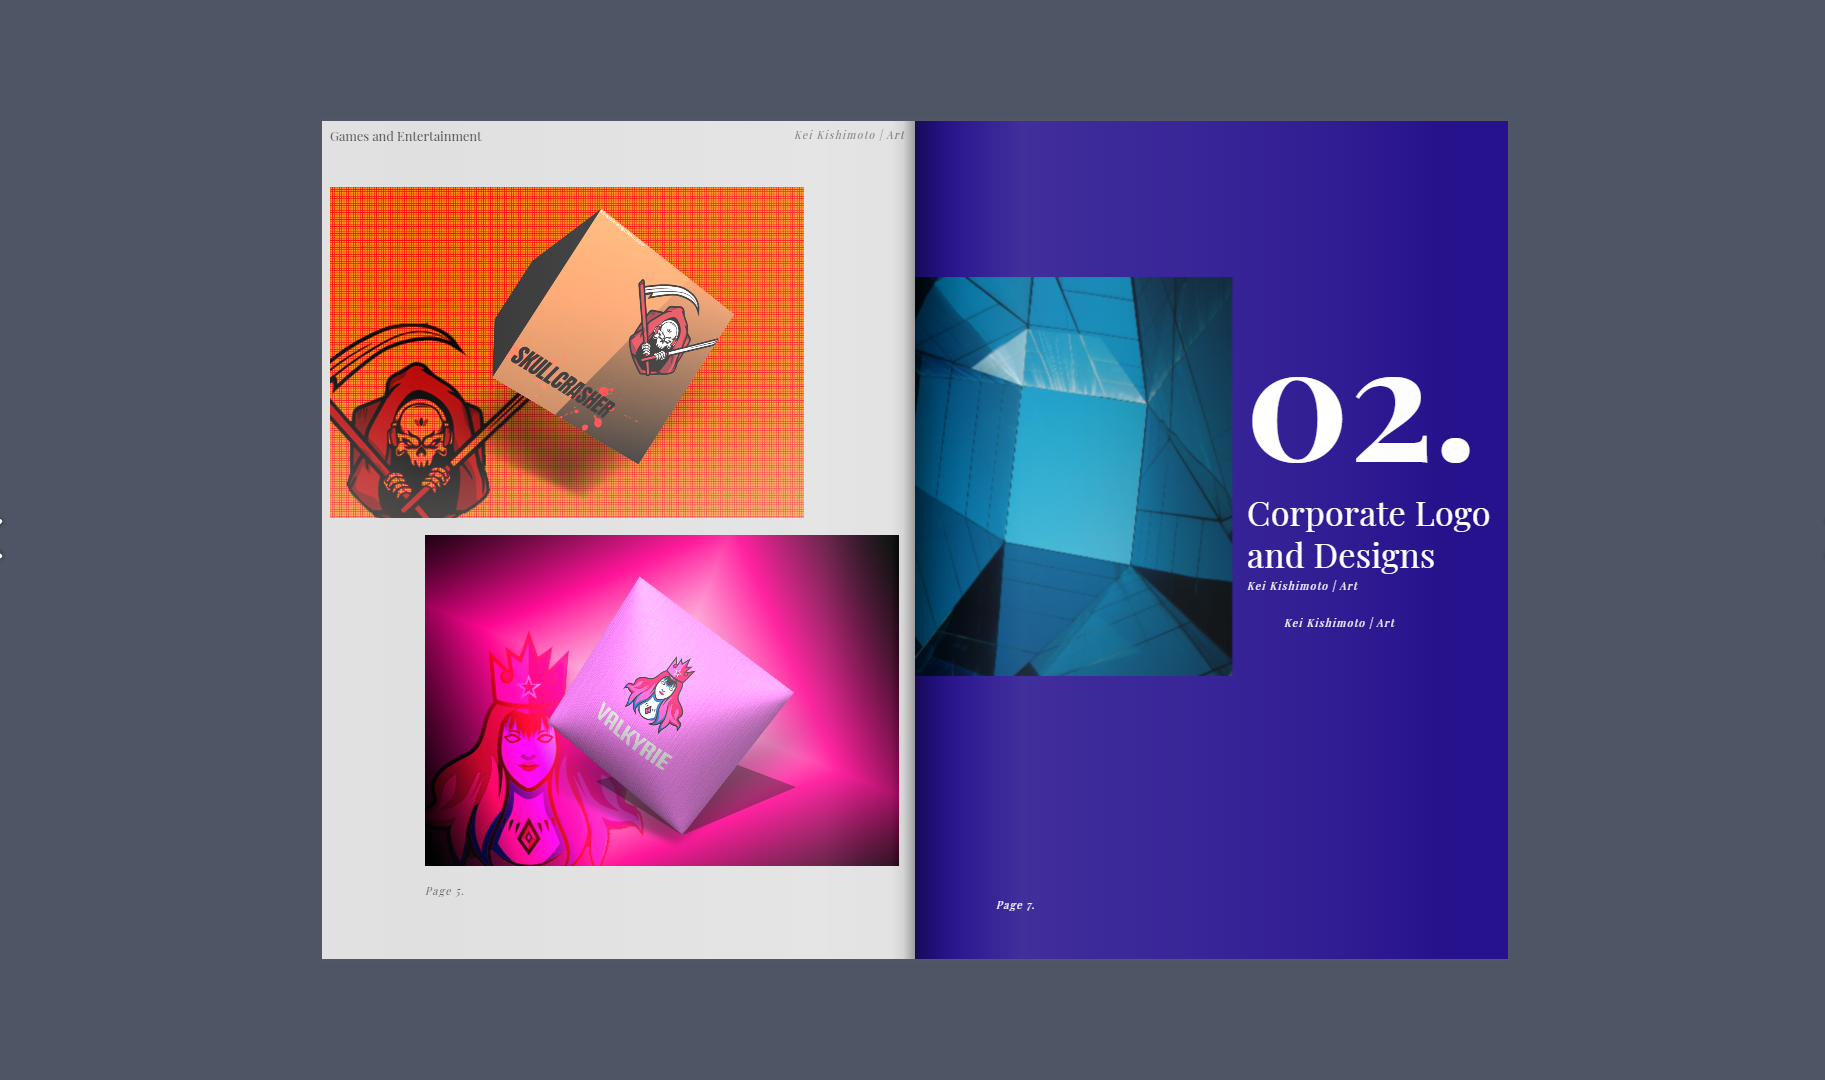 Games and Entertainment
Kei Kishimoto | Art
SKULLCRASHER
VALKYRIE
Page 5.
02.
Corporate Logo
and Designs
Kei Kishimoto | Art
Kei Kishimoto | Art
Page 7.